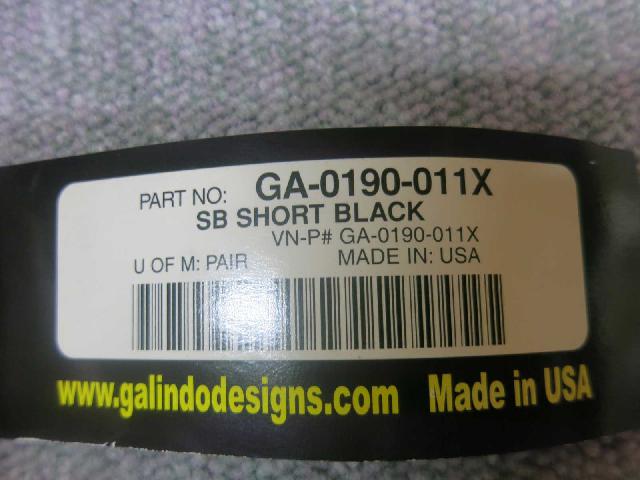 PART NO: GA-0190-011X
SB SHORT BLACK
VN-P# GA-0190-011X
U OF M: PAIR MADE IN: USA
www.galindodesigns.com Made in USA